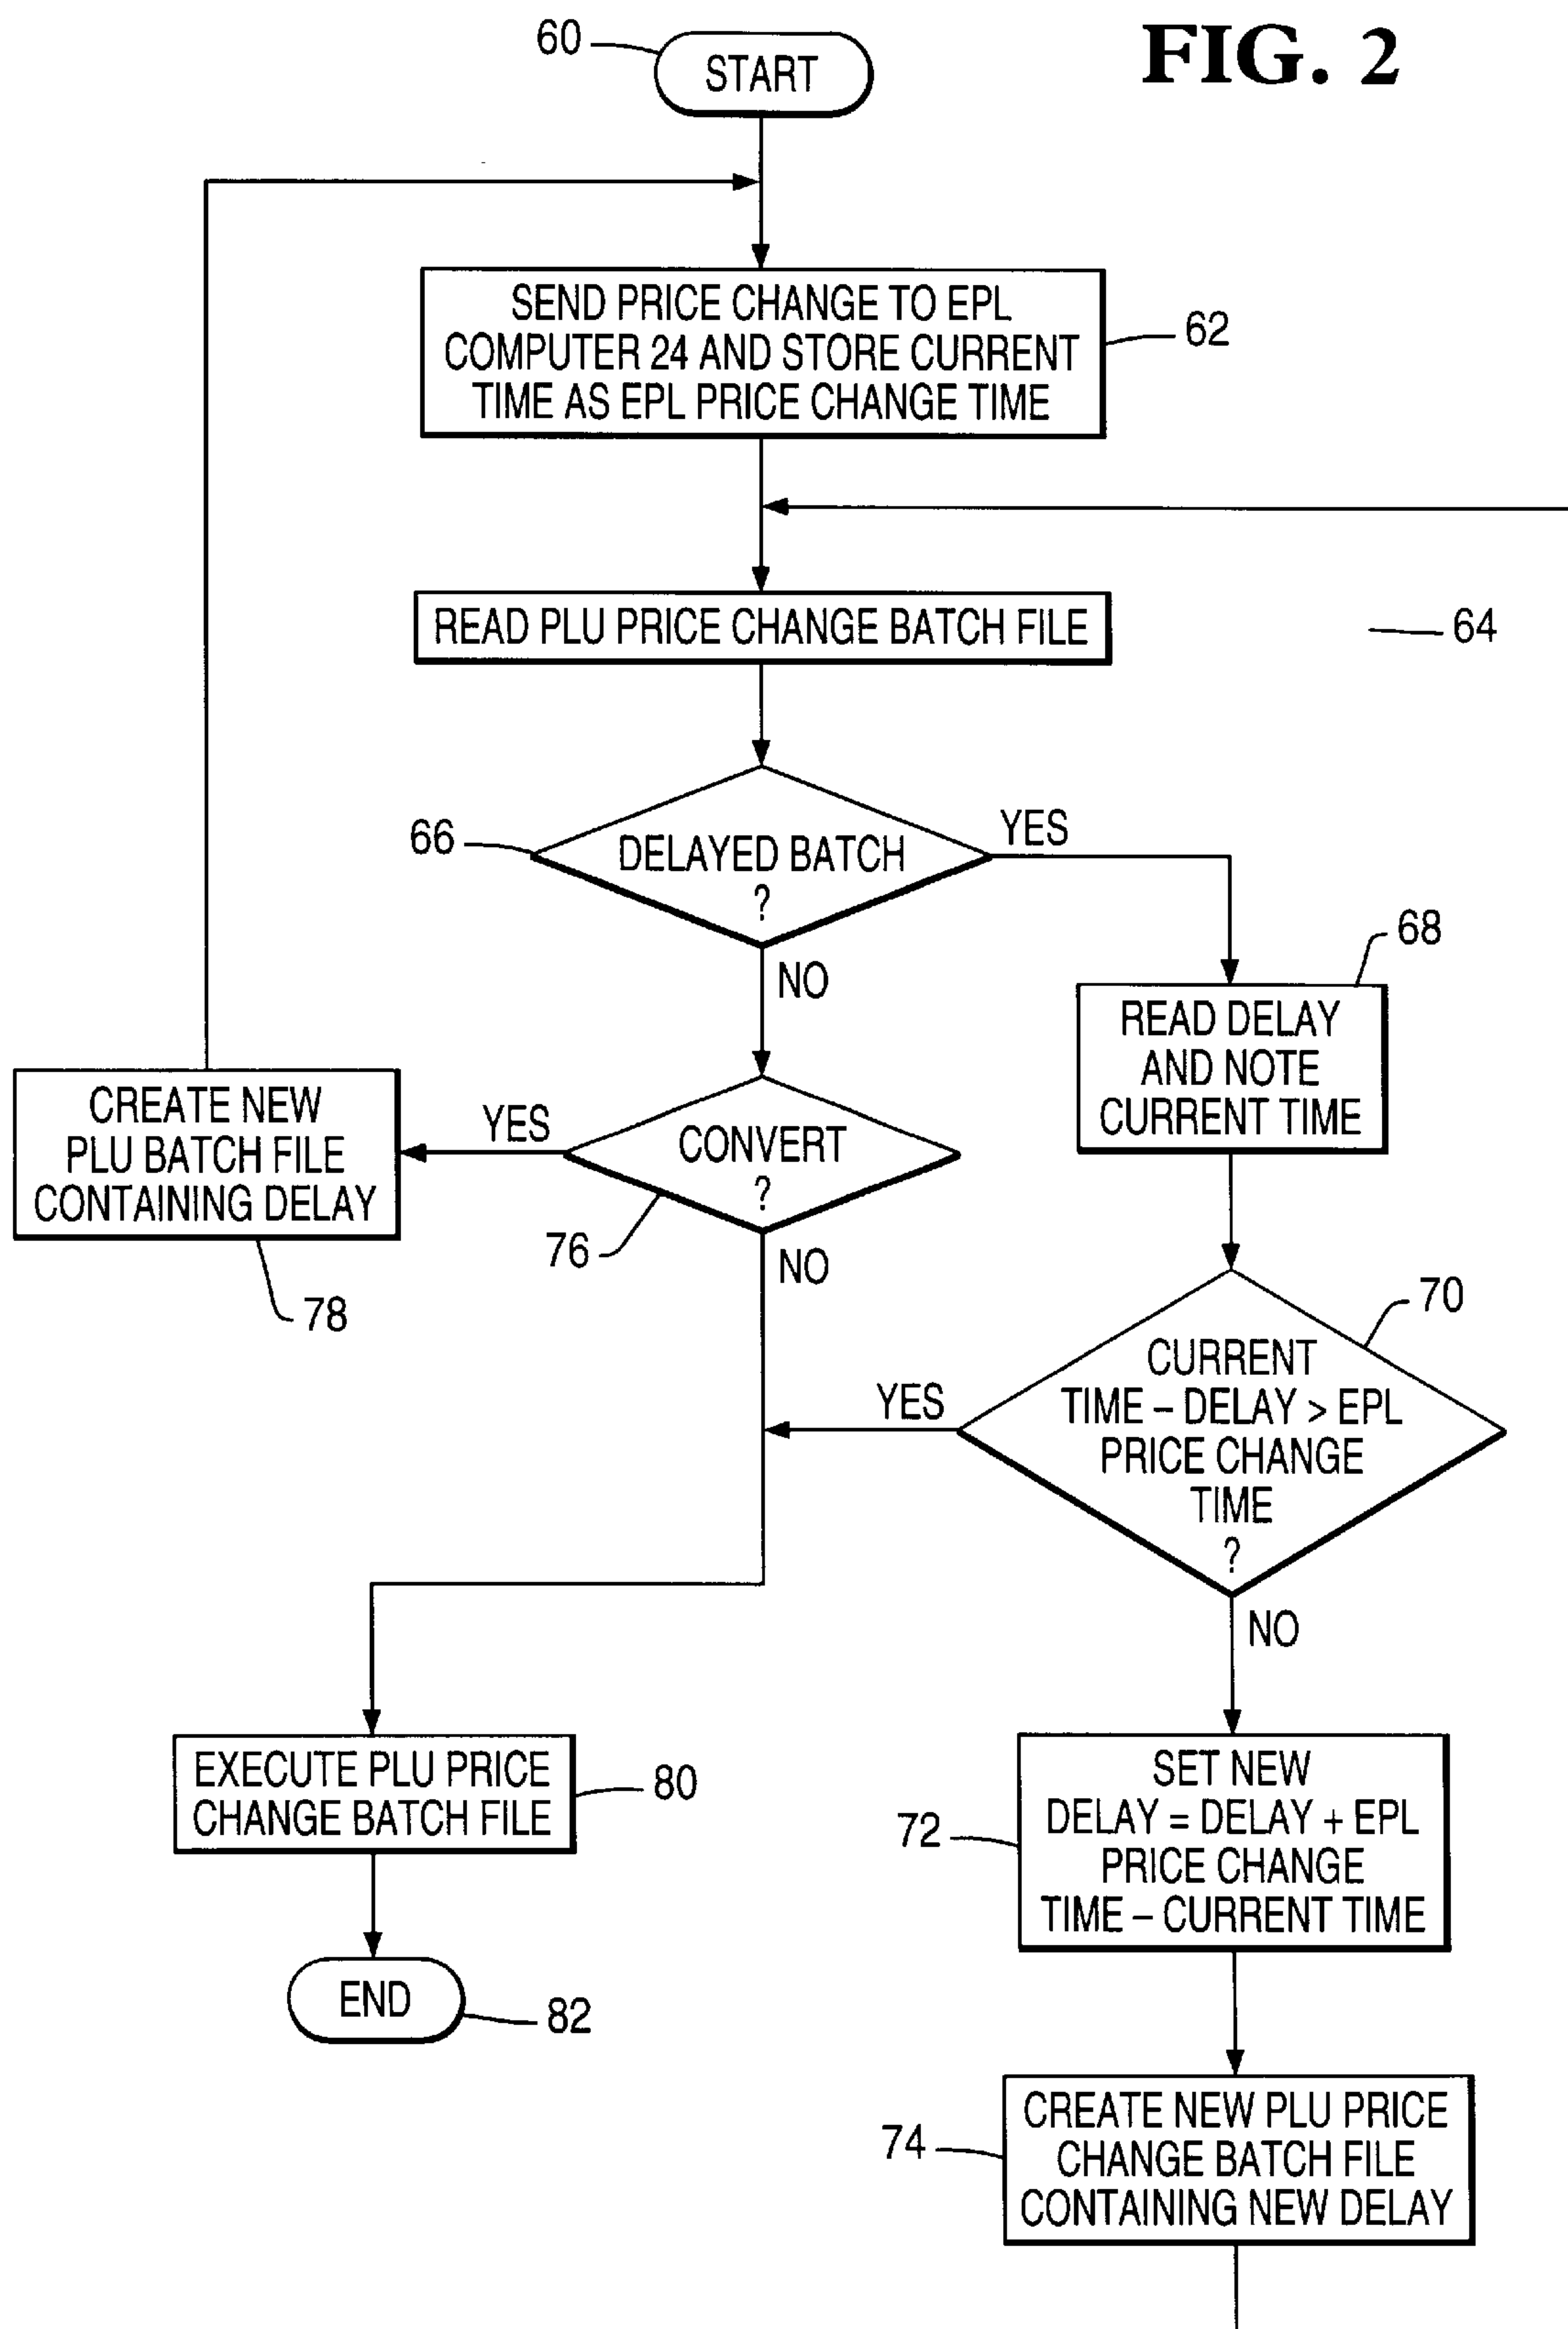 FIG. 2
60
START
SEND PRICE CHANGE TO EPL
COMPUTER 24 AND STORE CURRENT
TIME AS EPL PRICE CHANGE TIME
62
READ PLU PRICE CHANGE BATCH FILE
64
66
DELAYED BATCH
?
YES
NO
68
READ DELAY
AND NOTE
CURRENT TIME
CREATE NEW
PLU BATCH FILE
CONTAINING DELAY
78
YES
CONVERT
?
76
NO
70
CURRENT
TIME – DELAY > EPL
PRICE CHANGE
TIME
?
YES
NO
EXECUTE PLU PRICE
CHANGE BATCH FILE
80
72
SET NEW
DELAY = DELAY + EPL
PRICE CHANGE
TIME – CURRENT TIME
END
82
74
CREATE NEW PLU PRICE
CHANGE BATCH FILE
CONTAINING NEW DELAY